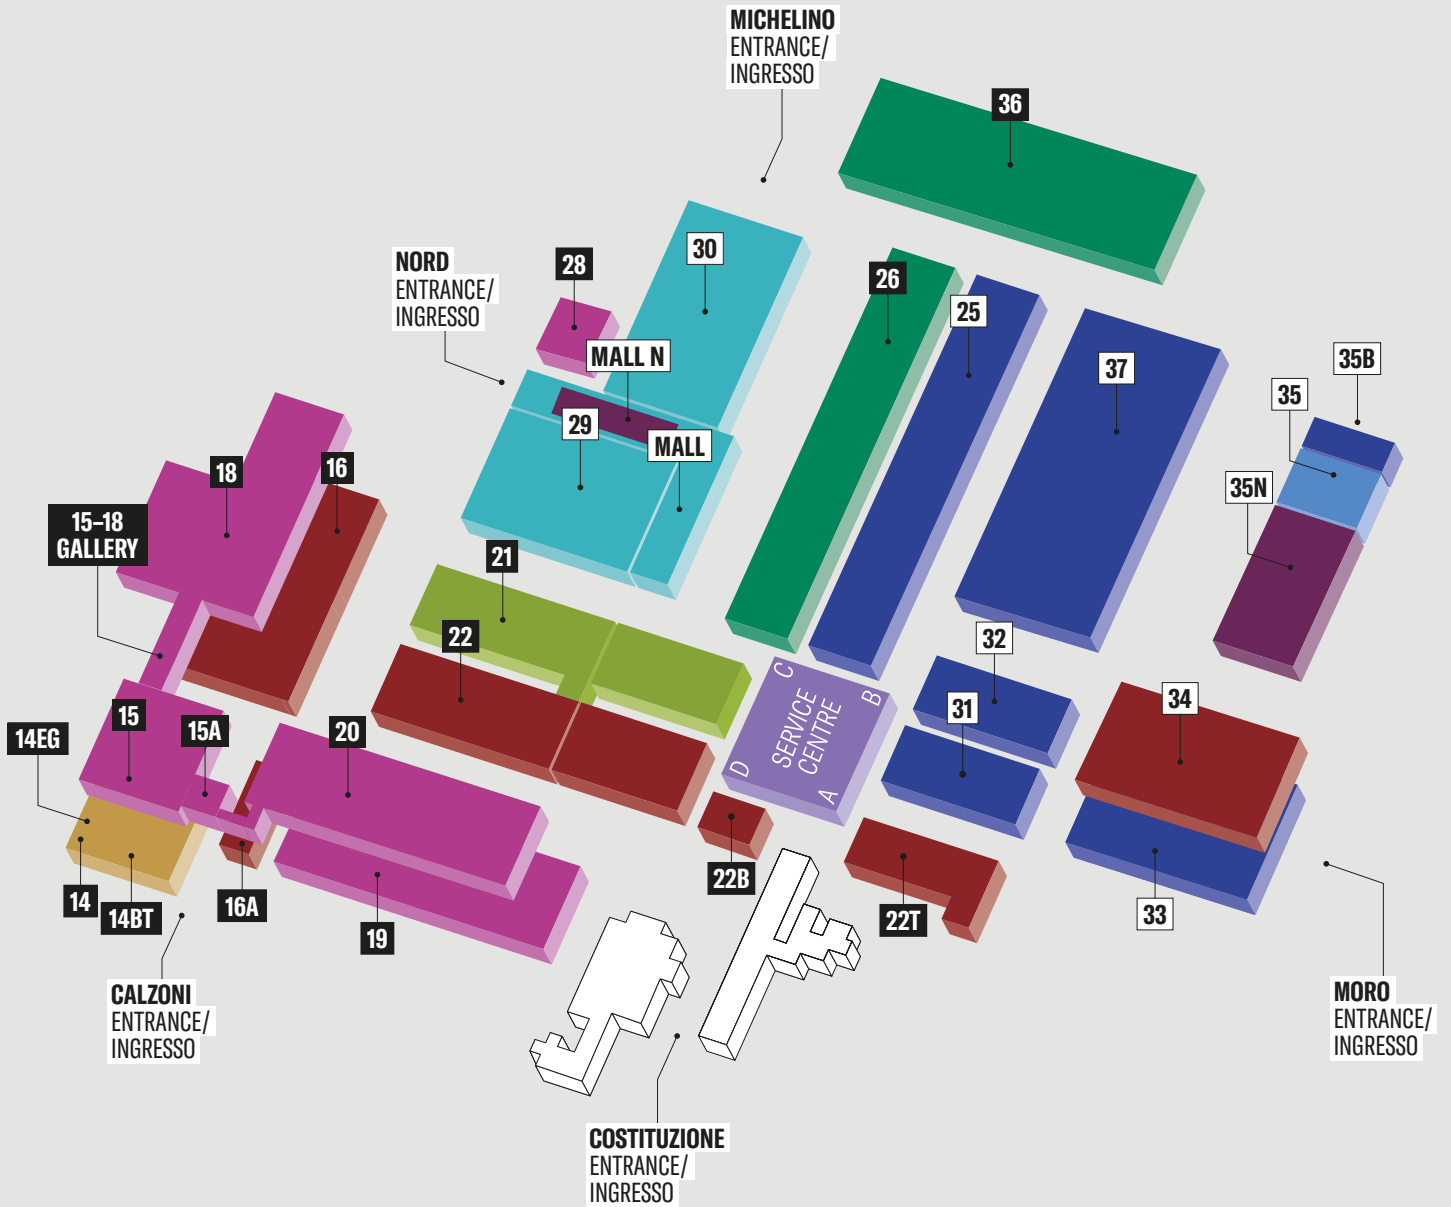 MICHELINO
ENTRANCE/
INGRESSO
36
30
28
NORD
ENTRANCE/
INGRESSO
26
25
MALL N
37
35B
35
29
MALL
18
16
35N
15–18
GALLERY
21
22
32
C
B
SERVICE
CENTRE
D
A
31
34
15
15A
20
14EG
22B
14
14BT
16A
19
22T
33
CALZONI
ENTRANCE/
INGRESSO
MORO
ENTRANCE/
INGRESSO
COSTITUZIONE
ENTRANCE/
INGRESSO